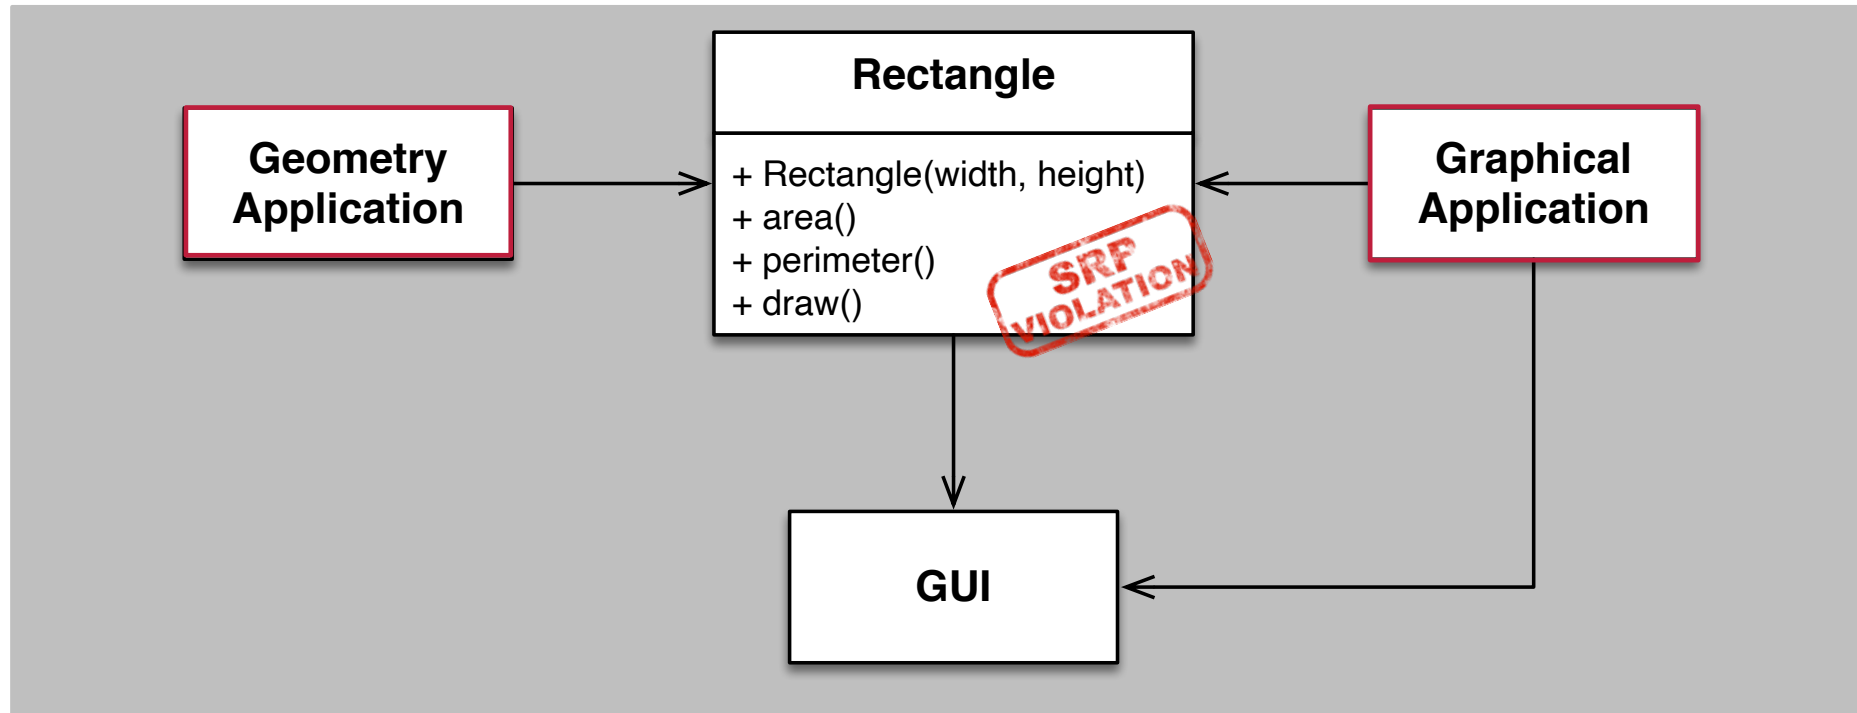 Rectangle
Geometry
Application
+ Rectangle(width, height)
+ area()
+ perimeter()
+ draw()
SRP
VIOLATION
Graphical
Application
GUI